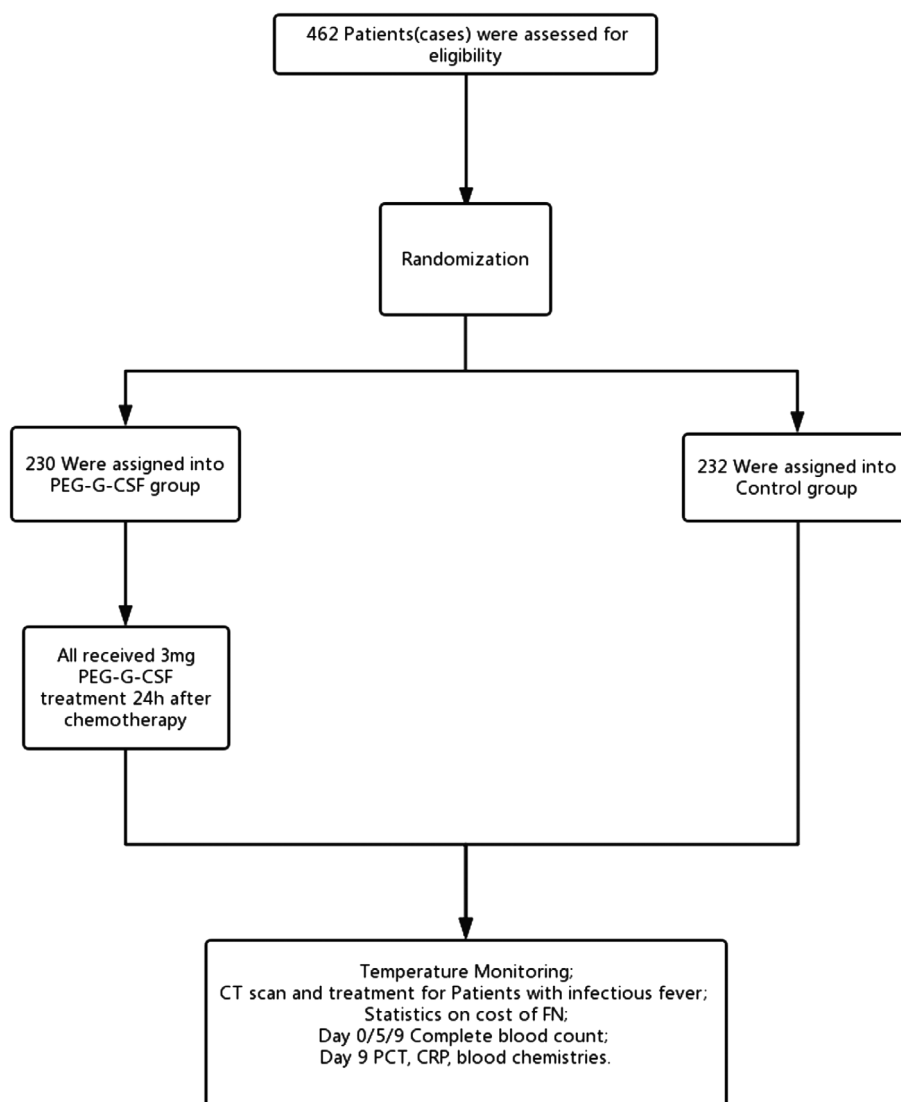 462 Patients(cases) were assessed for
eligibility
Randomization
230 Were assigned into
PEG-G-CSF group
232 Were assigned into
Control group
All received 3mg
PEG-G-CSF
treatment 24h after
chemotherapy
Temperature Monitoring;
CT scan and treatment for Patients with infectious fever;
Statistics on cost of FN;
Day 0/5/9 Complete blood count;
Day 9 PCT, CRP, blood chemistries.